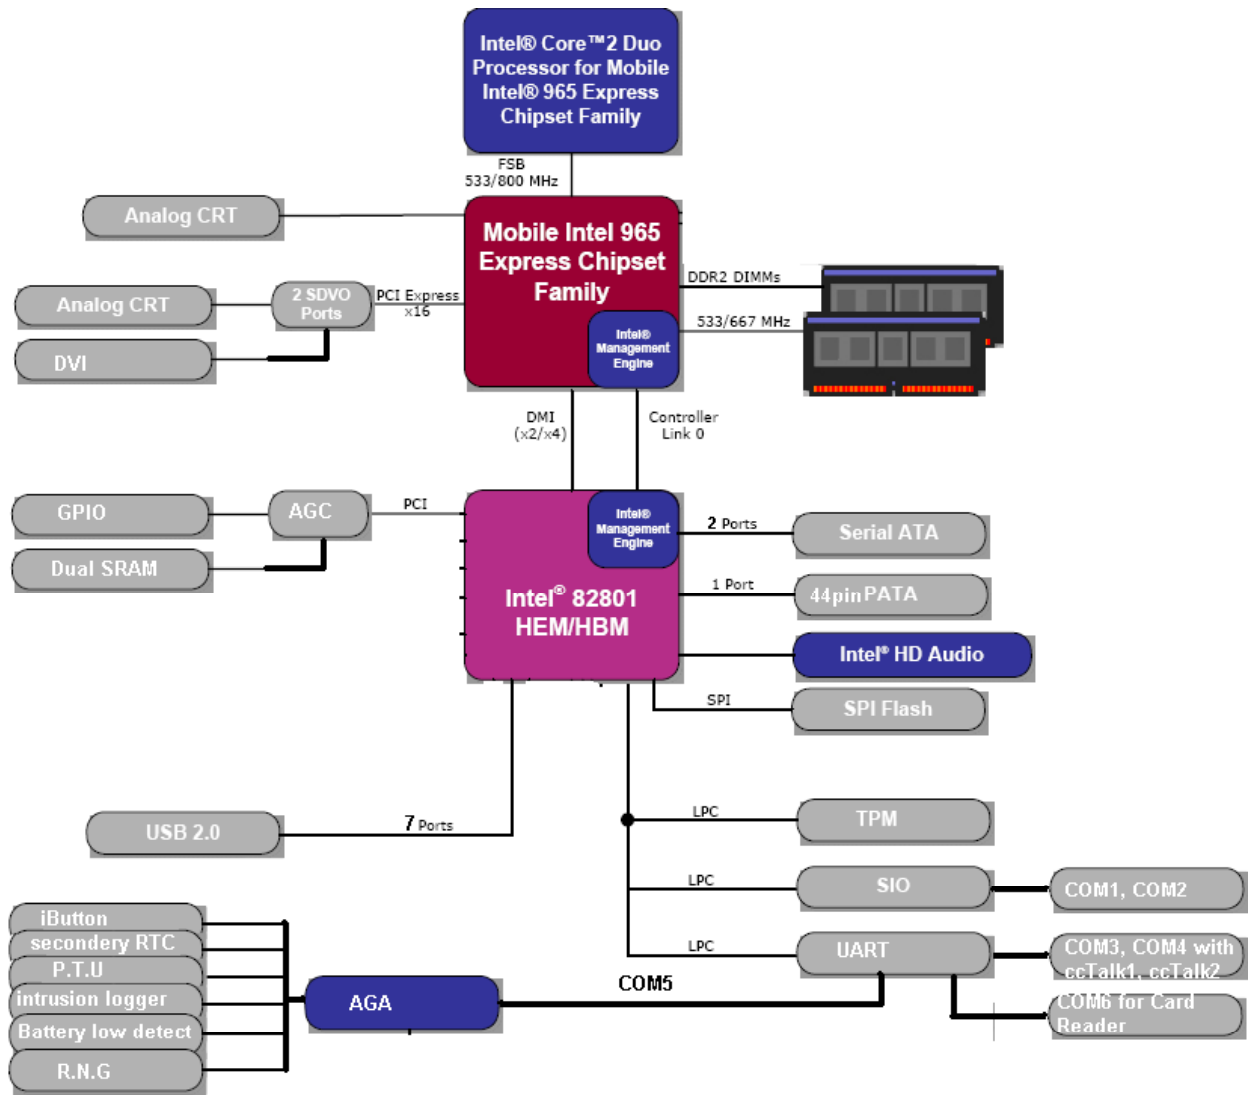 Intel® Core™2 Duo
Processor for Mobile
Intel® 965 Express
Chipset Family
FSB
533/800 MHz
Analog CRT
Mobile Intel 965
Express Chipset
Family
Analog CRT
2 SDVO
Ports
PCI Express
x16
DVI
DDR2 DIMMs
533/667 MHz
Intel®
Management
Engine
DMI
(x2/x4)
Controller
Link 0
GPIO
AGC
PCI
Dual SRAM
Intel®
Management
Engine
Intel® 82801
HEM/HBM
2 Ports
Serial ATA
1 Port
44pin PATA
Intel® HD Audio
SPI
SPI Flash
USB 2.0
7 Ports
LPC
TPM
LPC
SIO
COM1, COM2
LPC
UART
COM3, COM4 with
ccTalk1, ccTalk2
COM6 for Card
Reader
COM5
AGA
iButton
secondery RTC
P.T.U
intrusion logger
Battery low detect
R.N.G